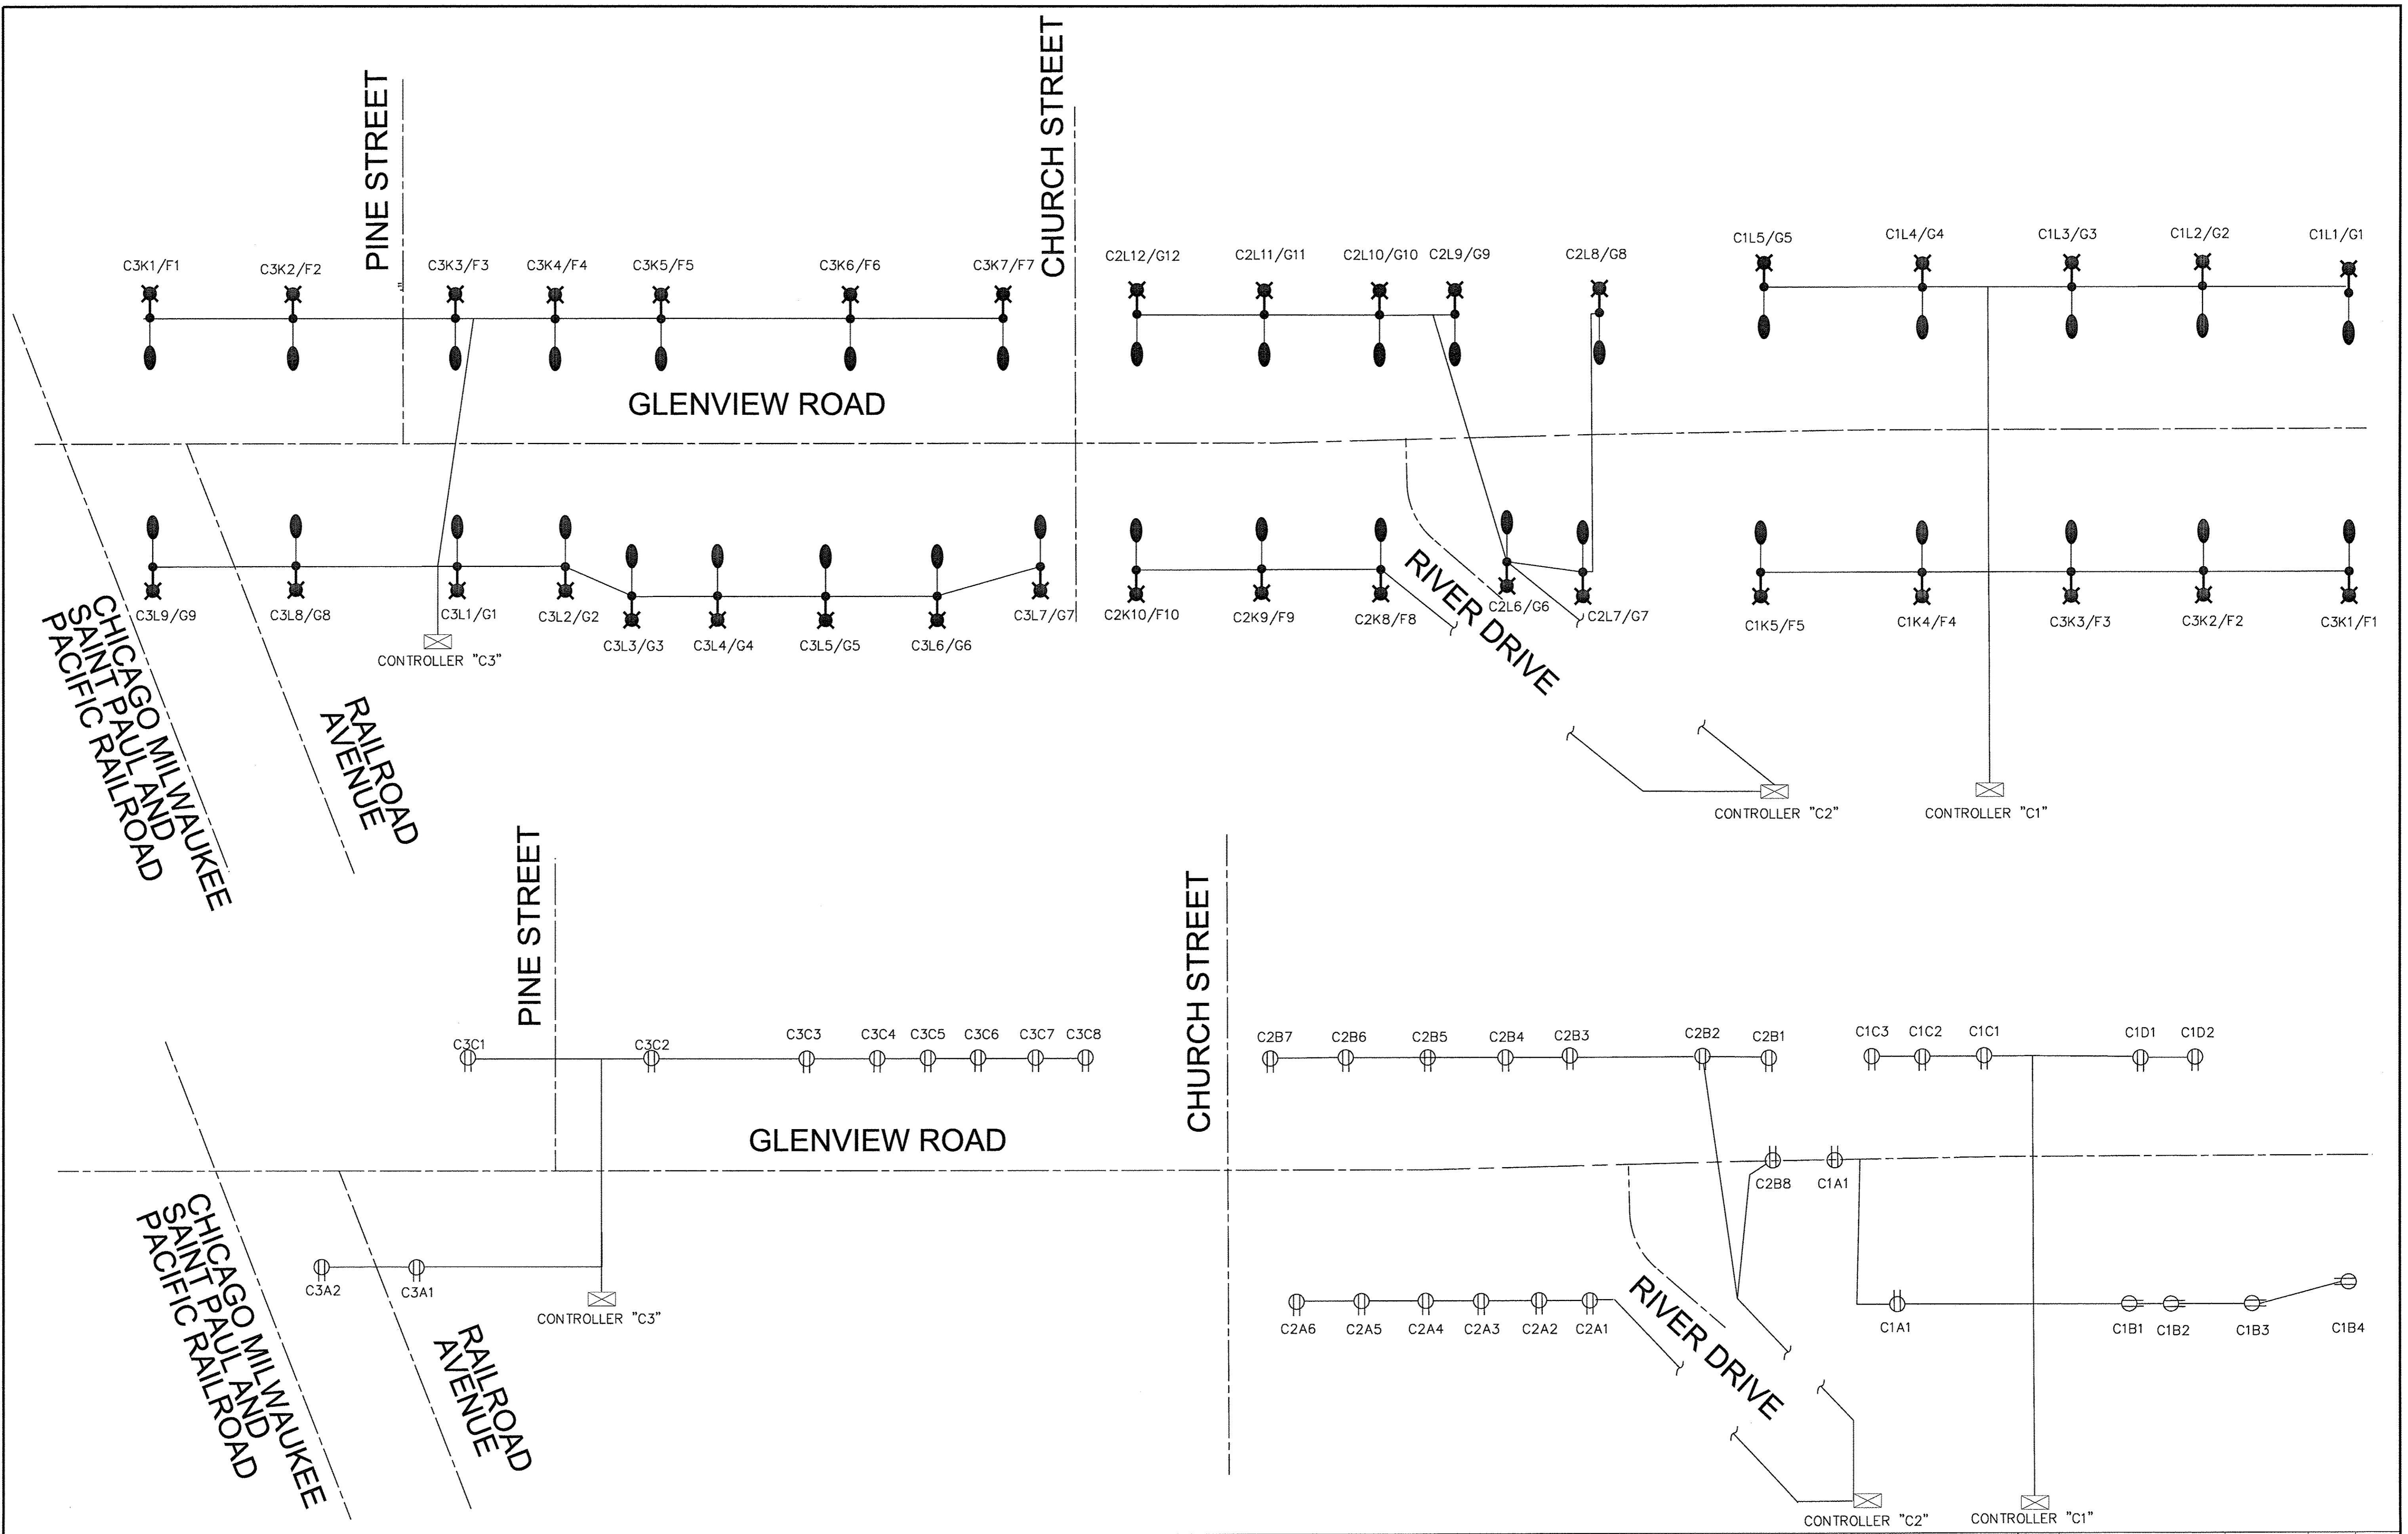 PINE STREET
CHURCH STREET
C3K1/F1
C3K2/F2
C3K3/F3
C3K4/F4
C3K5/F5
C3K6/F6
C3K7/F7
C2L12/G12
C2L11/G11
C2L10/G10
C2L9/G9
C2L8/G8
C1L5/G5
C1L4/G4
C1L3/G3
C1L2/G2
C1L1/G1
GLENVIEW ROAD
C3L9/G9
C3L8/G8
C3L1/G1
C3L2/G2
C3L3/G3
C3L4/G4
C3L5/G5
C3L6/G6
C3L7/G7
C2K10/F10
C2K9/F9
C2K8/F8
C2L6/G6
C2L7/G7
C1K5/F5
C1K4/F4
C3K3/F3
C3K2/F2
C3K1/F1
CONTROLLER "C3"
RIVER DRIVE
CHICAGO MILWAUKEE
SAINT PAUL AND
PACIFIC RAILROAD
RAILROAD
AVENUE
CONTROLLER "C2"
CONTROLLER "C1"
PINE STREET
CHURCH STREET
C3C1
C3C2
C3C3
C3C4
C3C5
C3C6
C3C7
C3C8
C2B7
C2B6
C2B5
C2B4
C2B3
C2B2
C2B1
C1C3
C1C2
C1C1
C1D1
C1D2
GLENVIEW ROAD
C2B8
C1A1
CHICAGO MILWAUKEE
SAINT PAUL AND
PACIFIC RAILROAD
C3A2
C3A1
CONTROLLER "C3"
RAILROAD
AVENUE
C2A6
C2A5
C2A4
C2A3
C2A2
C2A1
RIVER DRIVE
C1A1
C1B1
C1B2
C1B3
C1B4
CONTROLLER "C2"
CONTROLLER "C1"